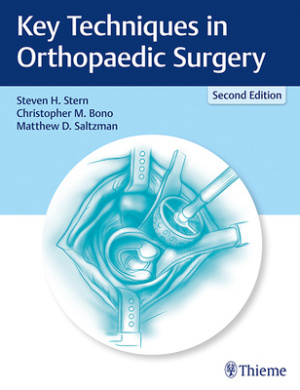 Key Techniques in
Orthopaedic Surgery
Steven H. Stern
Christopher M. Bono
Matthew D. Saltzman
Second Edition
Thieme